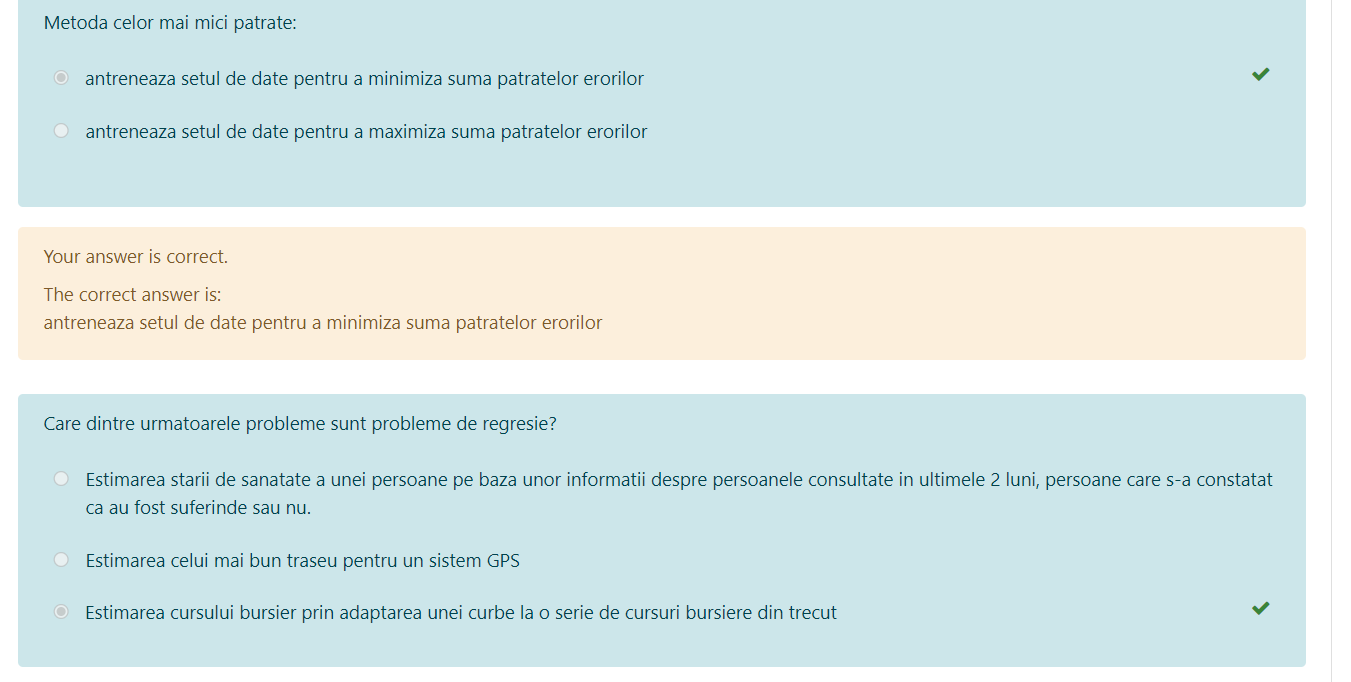 Metoda celor mai mici patrate:
antreneaza setul de date pentru a minimiza suma patratelor erorilor
antreneaza setul de date pentru a maximiza suma patratelor erorilor
Your answer is correct.
The correct answer is:
antreneaza setul de date pentru a minimiza suma patratelor erorilor
Care dintre urmatoarele probleme sunt probleme de regresie?
Estimarea starii de sanatate a unei persoane pe baza unor informatii despre persoanele consultate in ultimele 2 luni, persoane care s-a constatat
ca au fost suferinde sau nu.
Estimarea celui mai bun traseu pentru un sistem GPS
Estimarea cursului bursier prin adaptarea unei curbe la o serie de cursuri bursiere din trecut